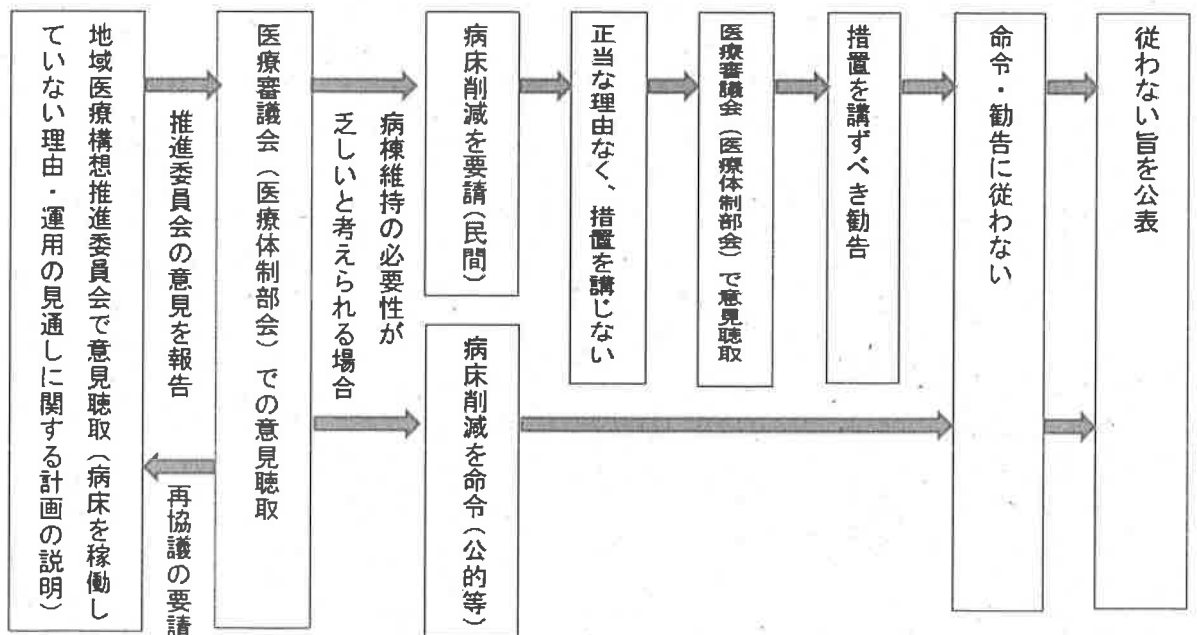 地域医療構想推進委員会で意見聴取（病床を稼働し
ていない理由・運用の見通しに関する計画の説明）
推進委員会の意見を報告
再協議の要請
医療審議会（医療体制部会）での意見聴取
病棟維持の必要性が
乏しいと考えられる場合
病床削減を要請（民間）
病床削減を命令（公的等）
正当な理由なく、措置を講じない
医療審議会（医療体制部会）で意見聴取
措置を講ずべき勧告
命令・勧告に従わない
従わない旨を公表